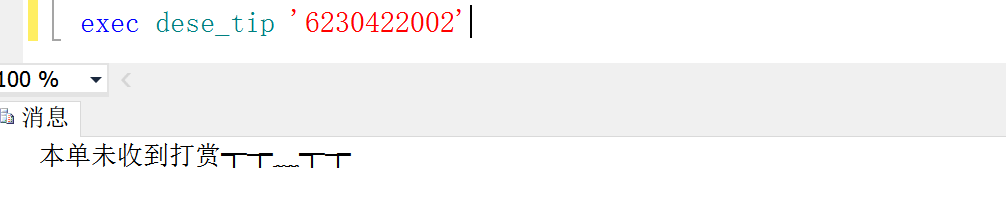 exec dese_tip '6230422002'
100 %
消息
本单未收到打赏┭┮﹏┭┮